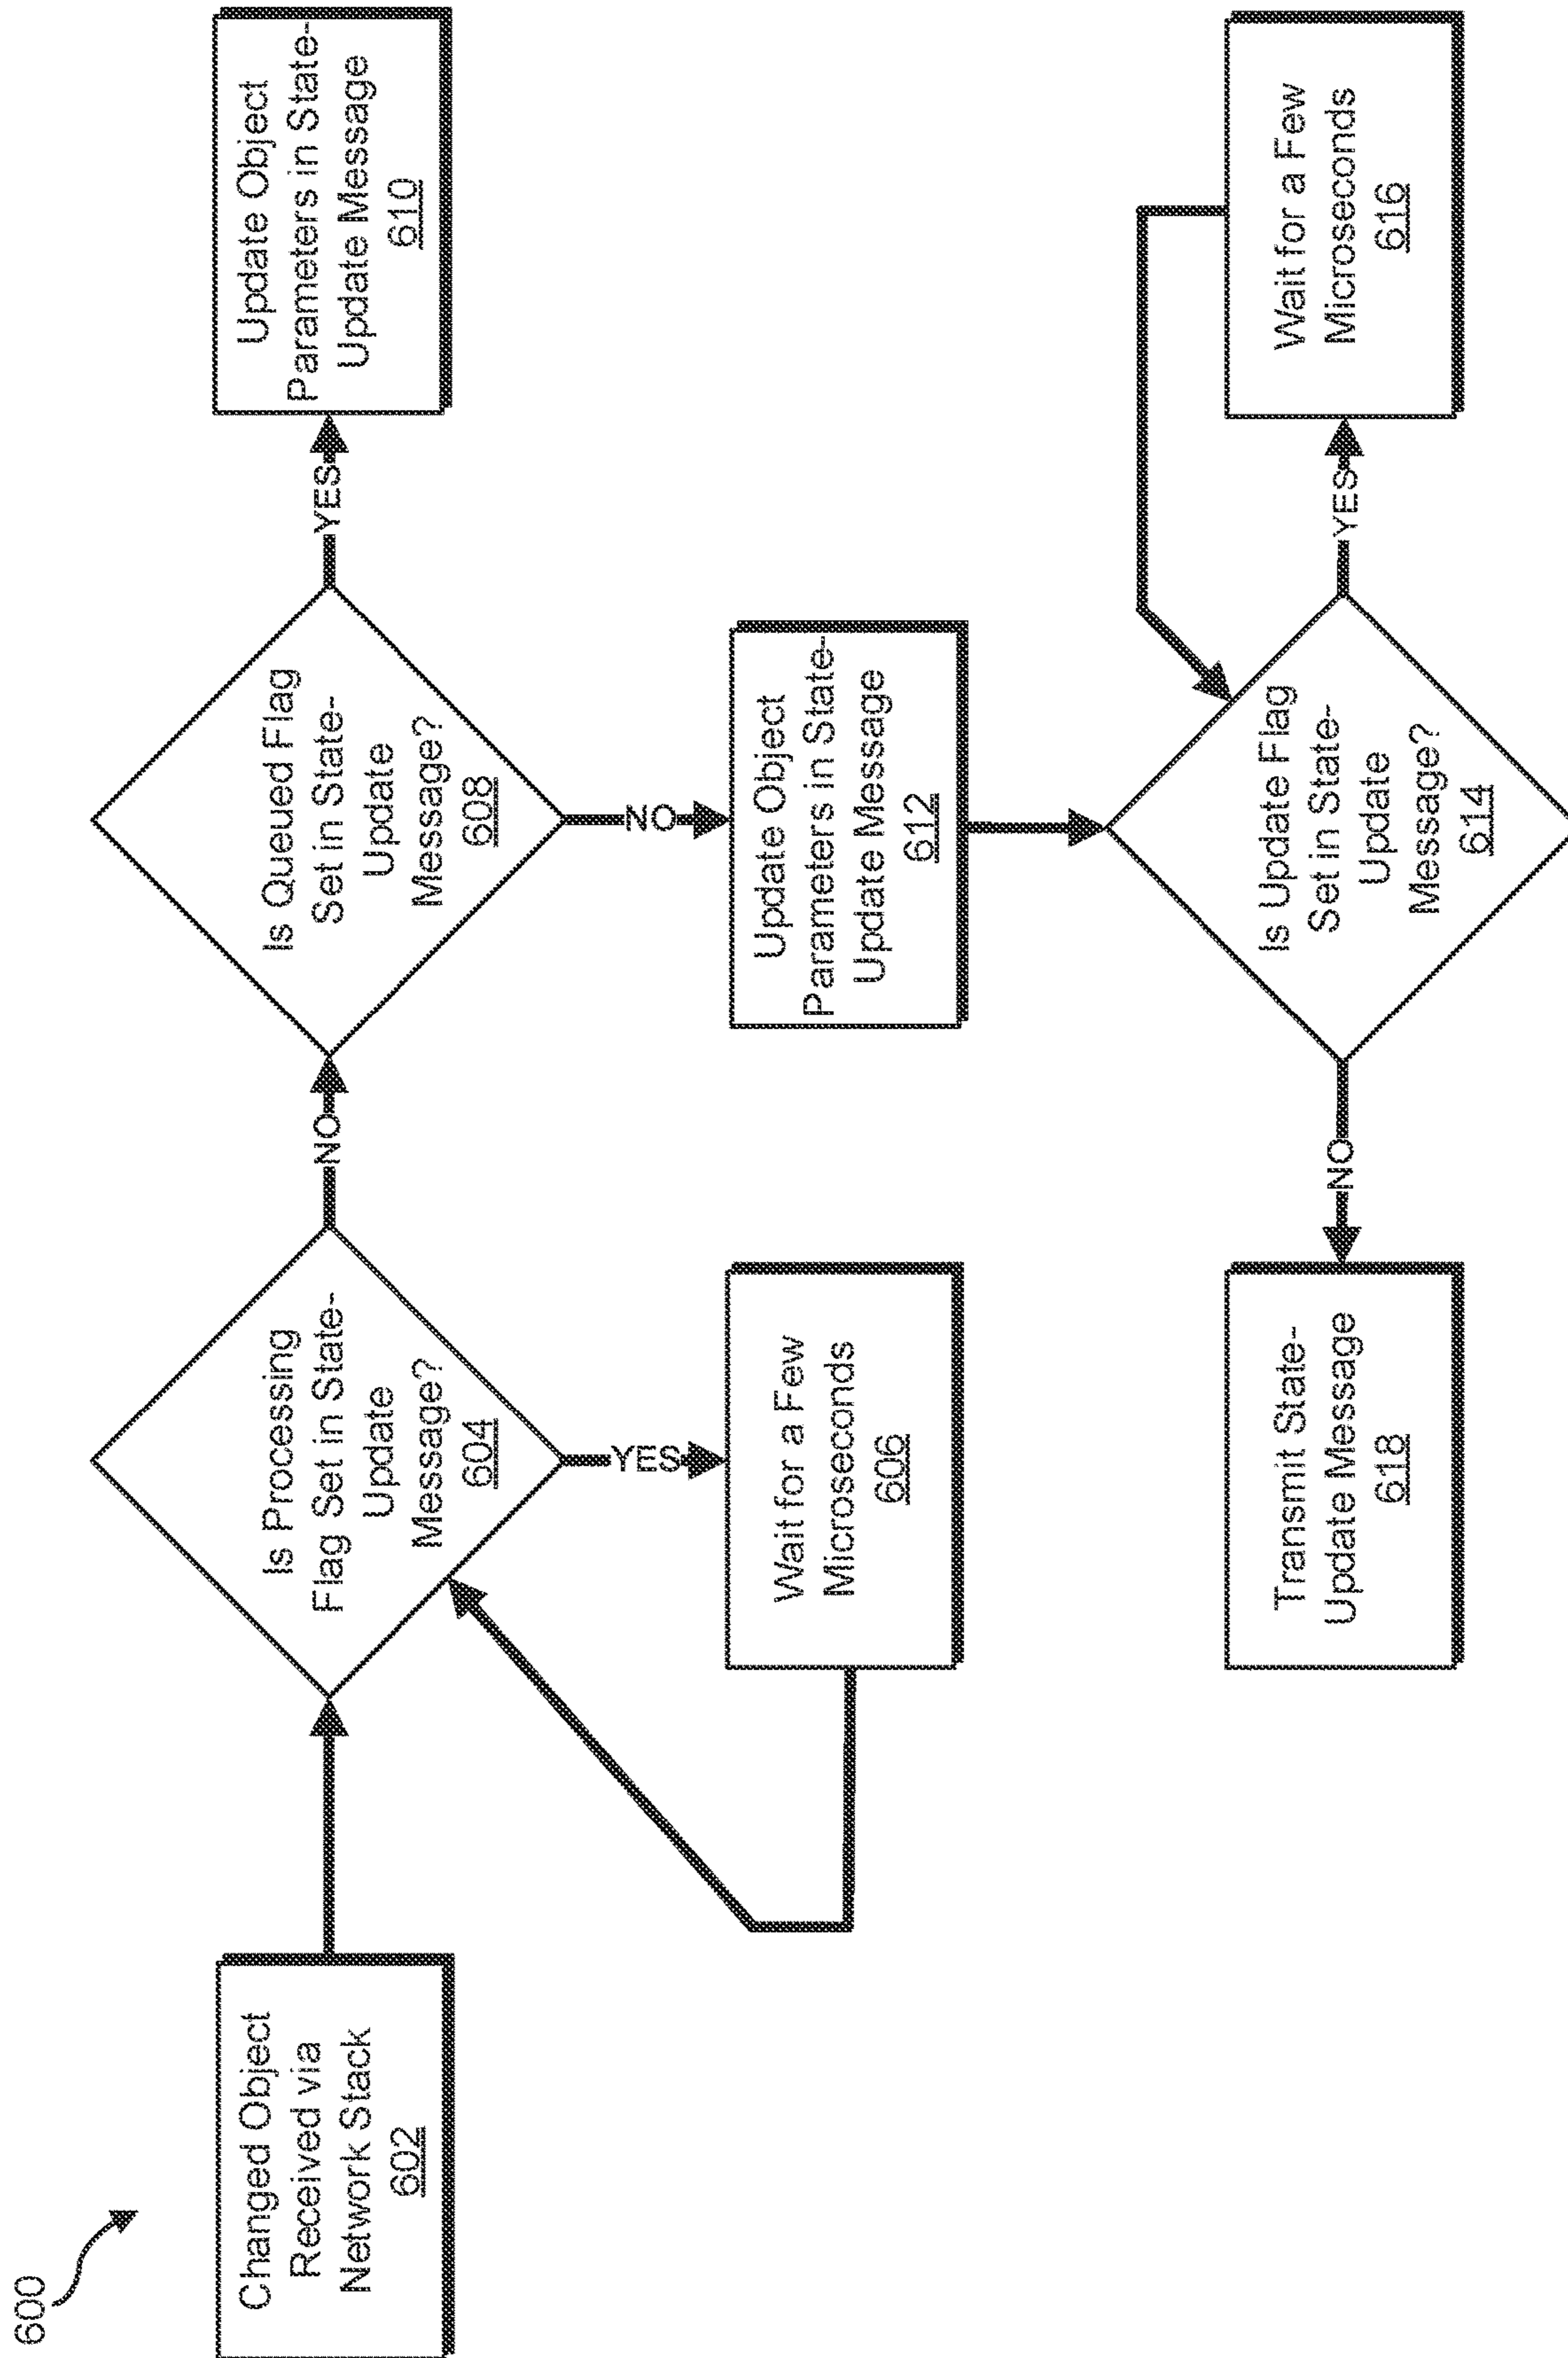 600
Changed Object
Received via
Network Stack
602
Is Processing
Flag Set in State-
Update
Message?
604
YES
Wait for a Few
Microseconds
606
NO
Is Queued Flag
Set in State-
Update
Message?
608
YES
Update Object
Parameters in State-
Update Message
610
NO
Update Object
Parameters in State-
Update Message
612
Is Update Flag
Set in State-
Update
Message?
614
YES
Wait for a Few
Microseconds
616
NO
Transmit State-
Update Message
618